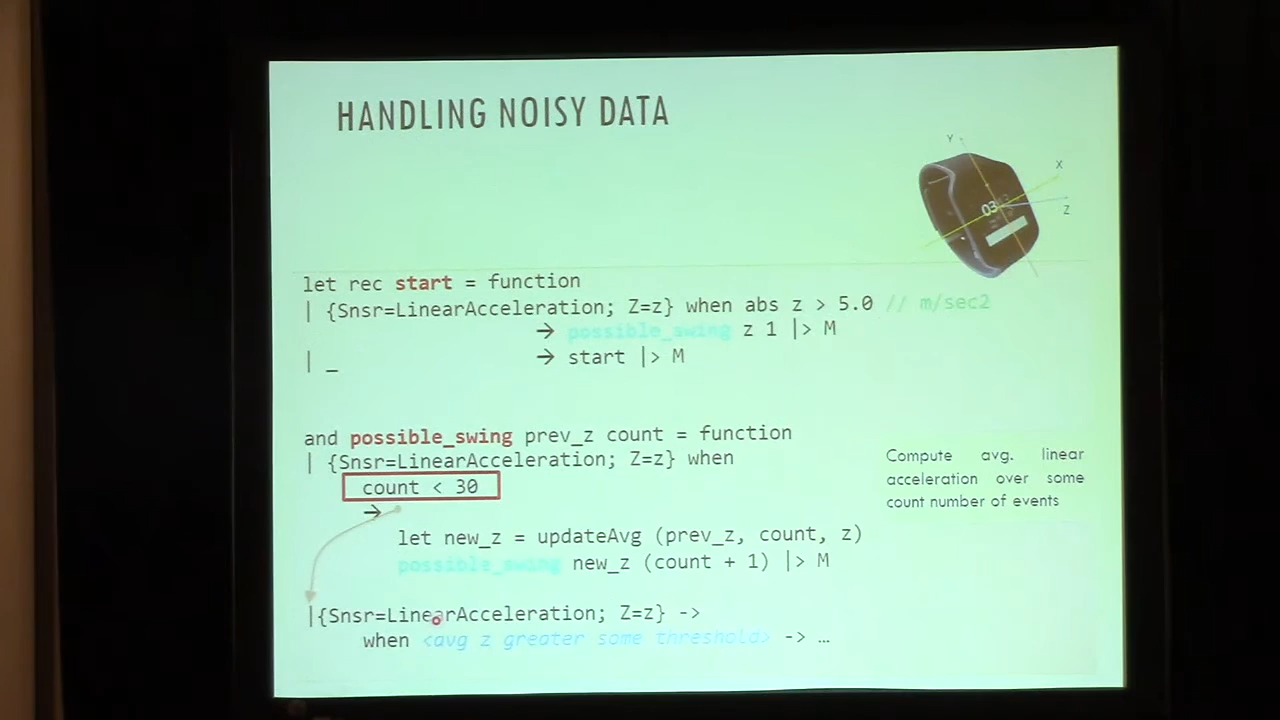 HANDLING NOISY DATA
Y
X
Z
03
let rec start = function
| {Snsr=LinearAcceleration; Z=z} when abs z > 5.0 // m/sec2
→ possible_swing z 1 |> M
| _ → start |> M
and possible_swing prev_z count = function
| {Snsr=LinearAcceleration; Z=z} when
count < 30
→
let new_z = updateAvg (prev_z, count, z)
possible_swing new_z (count + 1) |> M
|{Snsr=LinearAcceleration; Z=z} ->
when <avg z greater some threshold> -> …
Compute avg. linear
acceleration over some
count number of events